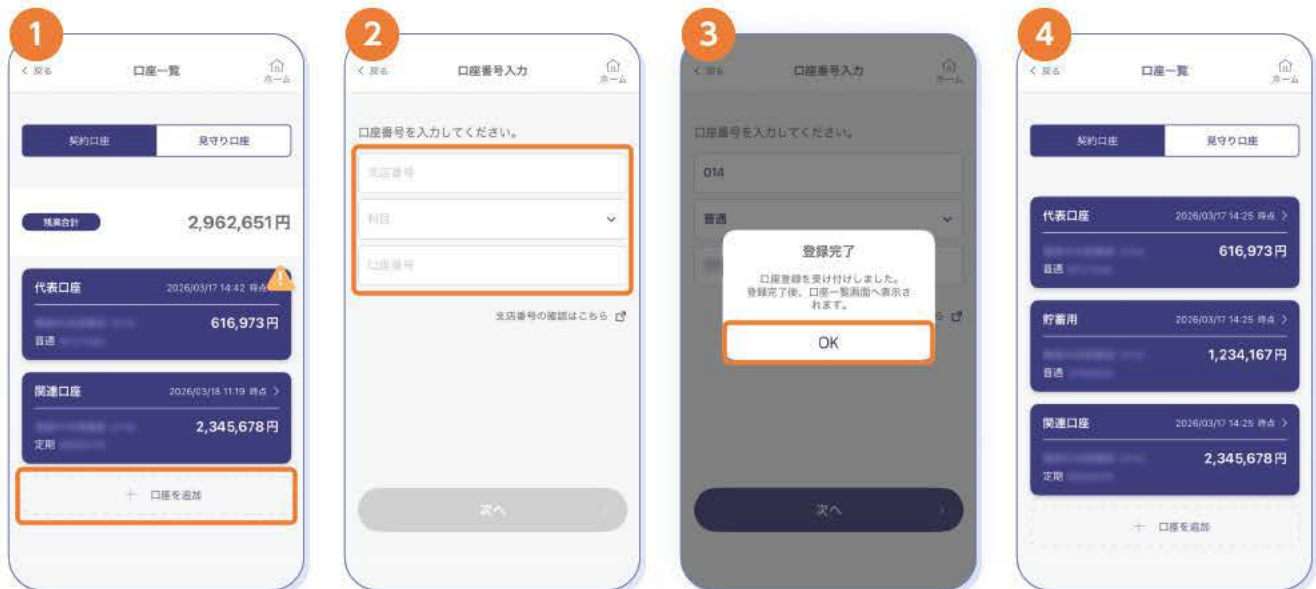 1
く 戻る
口座一覧
ホーム
契約口座
見守り口座
残高合計
2,962,651円
代表口座
2026/03/17 14:42 時点
616,973円
普通
関連口座
2026/03/18 11:19 時点 >
2,345,678円
定期
＋ 口座を追加
2
く 戻る
口座番号入力
ホーム
口座番号を入力してください。
支店番号
科目
口座番号
支店番号の確認はこちら
次へ
3
く 戻る
口座番号入力
ホーム
口座番号を入力してください。
014
普通
登録完了
口座登録を受け付けしました。
登録完了後、口座一覧画面へ表示さ
れます。
OK
ら
次へ
4
く 戻る
口座一覧
ホーム
契約口座
見守り口座
代表口座
2026/03/17 14:25 時点 >
616,973円
普通
貯蓄用
2026/03/17 14:25 時点 >
1,234,167円
普通
関連口座
2026/03/17 14:25 時点 >
2,345,678円
定期
＋ 口座を追加